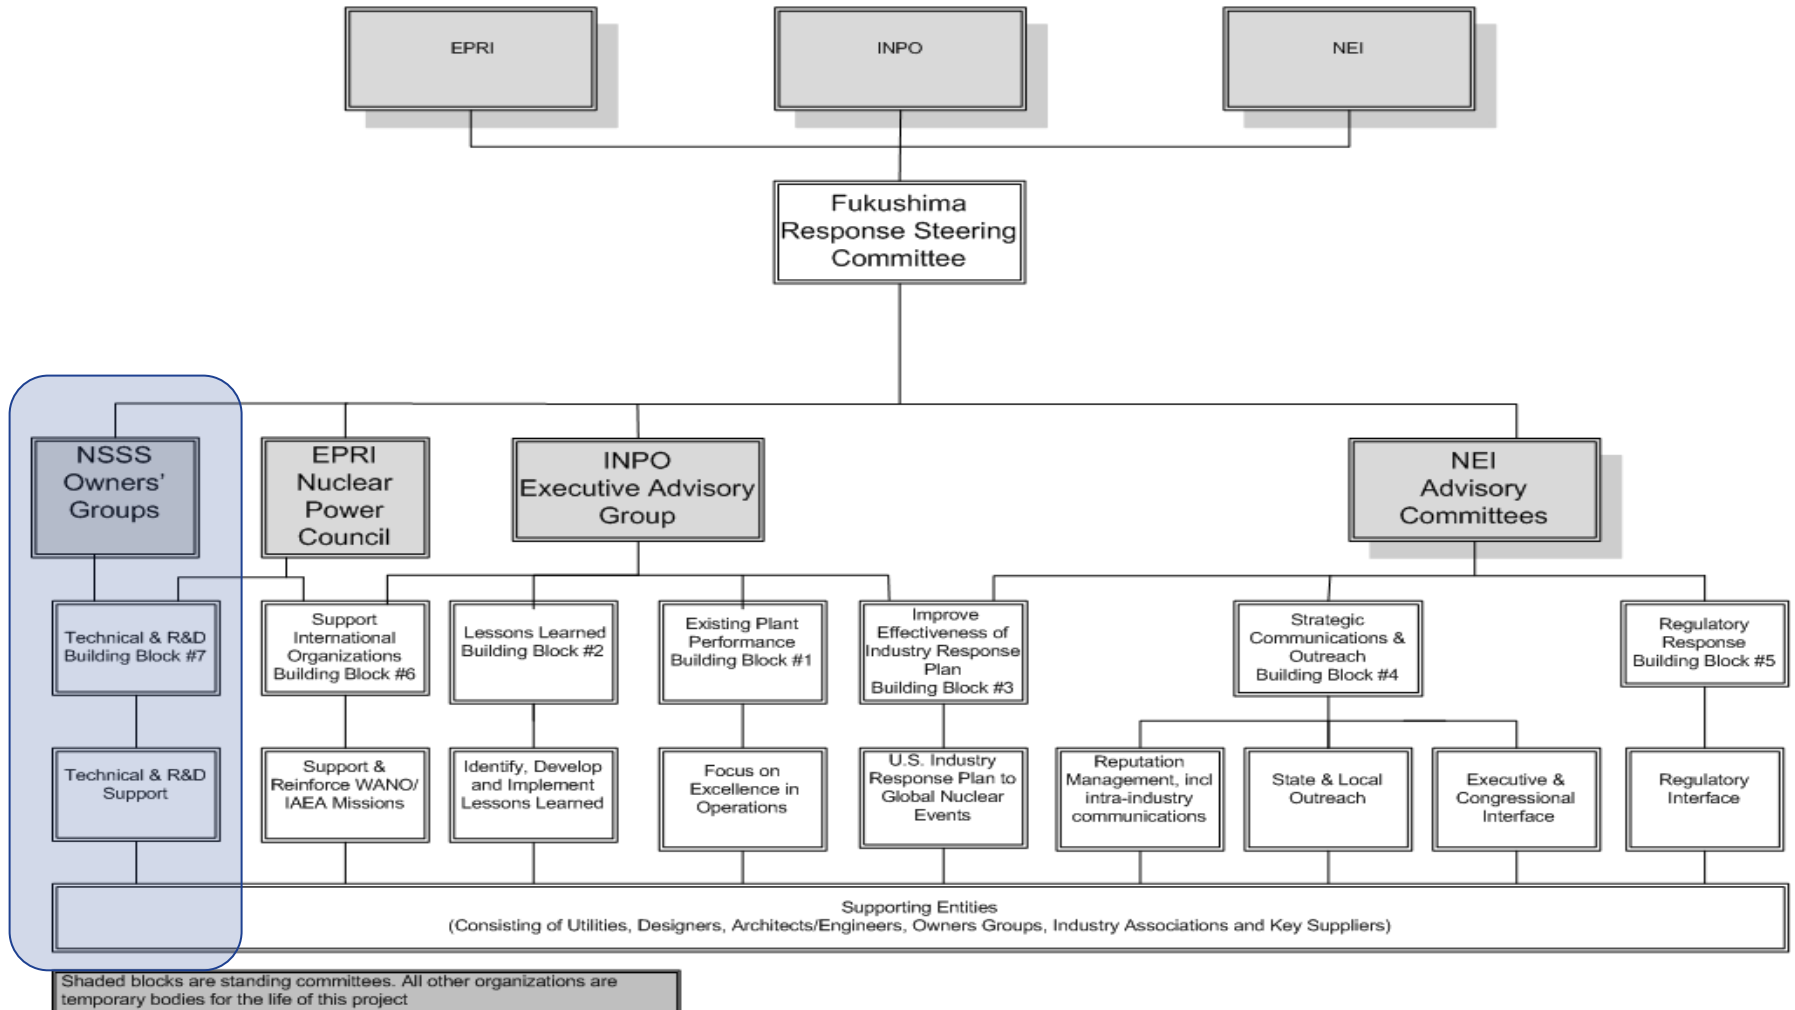 EPRI
INPO
NEI
Fukushima
Response Steering
Committee
NSSS
Owners'
Groups
EPRI
Nuclear
Power
Council
INPO
Executive Advisory
Group
NEI
Advisory
Committees
Technical & R&D
Building Block #7
Support
International
Organizations
Building Block #6
Lessons Learned
Building Block #2
Existing Plant
Performance
Building Block #1
Improve
Effectiveness of
Industry Response
Plan
Building Block #3
Strategic
Communications &
Outreach
Building Block #4
Regulatory
Response
Building Block #5
Technical & R&D
Support
Support &
Reinforce WANO/
IAEA Missions
Identify, Develop
and Implement
Lessons Learned
Focus on
Excellence in
Operations
U.S. Industry
Response Plan to
Global Nuclear
Events
Reputation
Management, incl
intra-industry
communications
State & Local
Outreach
Executive &
Congressional
Interface
Regulatory
Interface
Supporting Entities
(Consisting of Utilities, Designers, Architects/Engineers, Owners Groups, Industry Associations and Key Suppliers)
Shaded blocks are standing committees. All other organizations are
temporary bodies for the life of this project